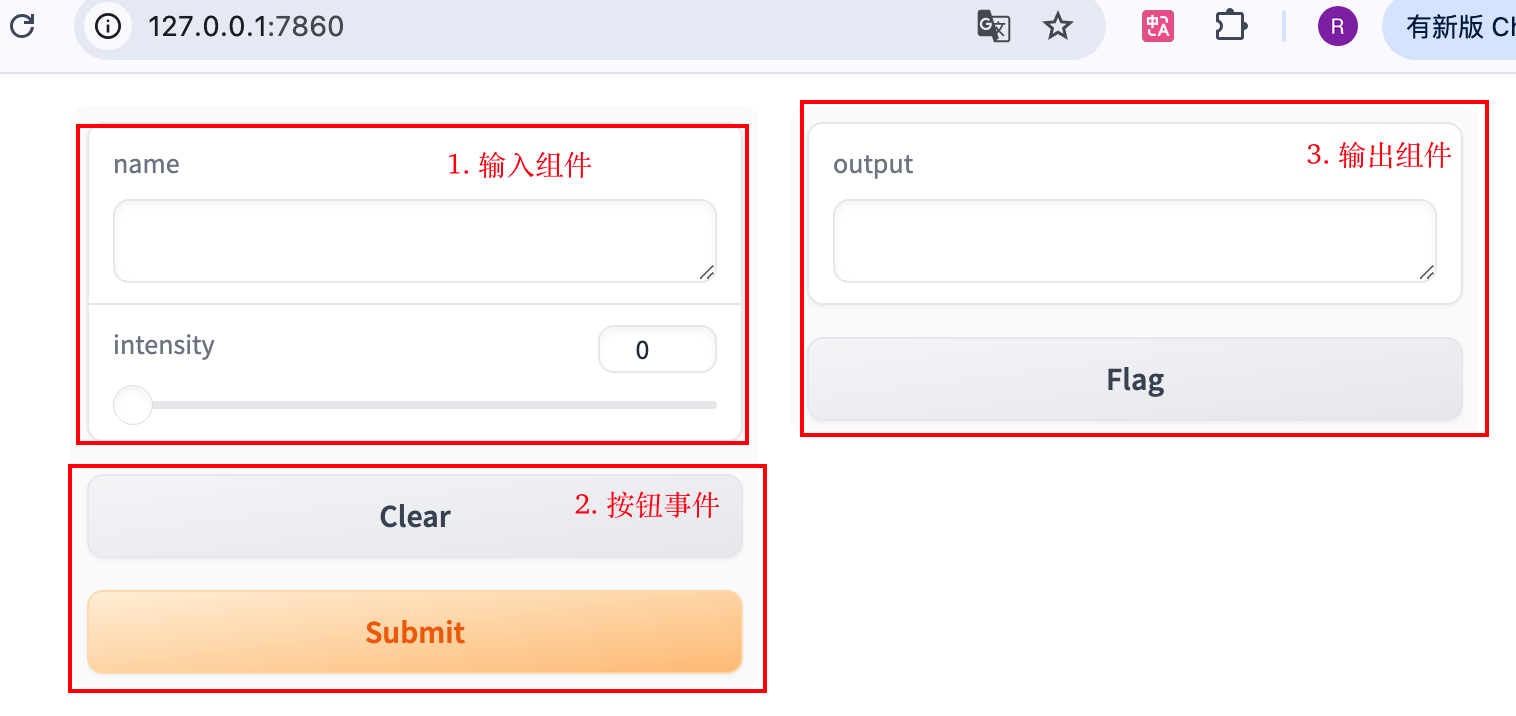 127.0.0.1:7860
R
有新版
name
1. 输入组件
intensity
0
Clear
2. 按钮事件
Submit
output
3. 输出组件
Flag